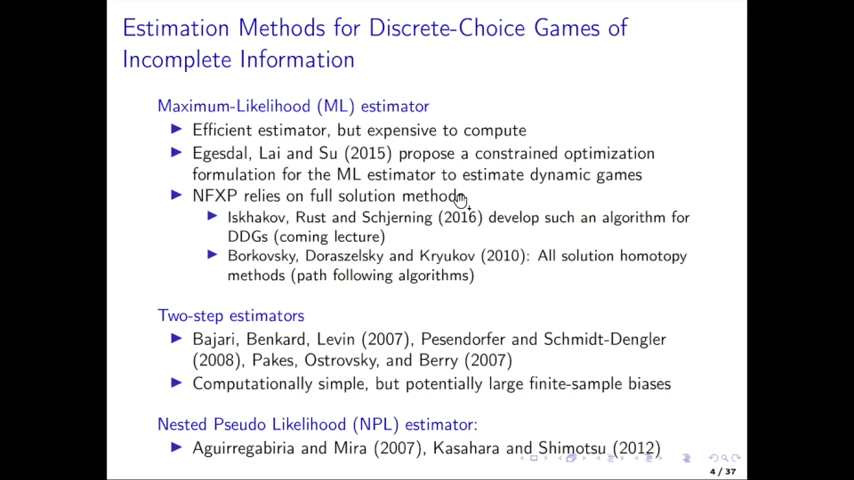 Estimation Methods for Discrete-Choice Games of
Incomplete Information
Maximum-Likelihood (ML) estimator
Efficient estimator, but expensive to compute
Egesdal, Lai and Su (2015) propose a constrained optimization
formulation for the ML estimator to estimate dynamic games
NFXP relies on full solution methods
Iskhakov, Rust and Schjerning (2016) develop such an algorithm for
DDGs (coming lecture)
Borkovsky, Doraszelsky and Kryukov (2010): All solution homotopy
methods (path following algorithms)
Two-step estimators
Bajari, Benkard, Levin (2007), Pesendorfer and Schmidt-Dengler
(2008), Pakes, Ostrovsky, and Berry (2007)
Computationally simple, but potentially large finite-sample biases
Nested Pseudo Likelihood (NPL) estimator:
Aguirregabiria and Mira (2007), Kasahara and Shimotsu (2012)
4 / 37